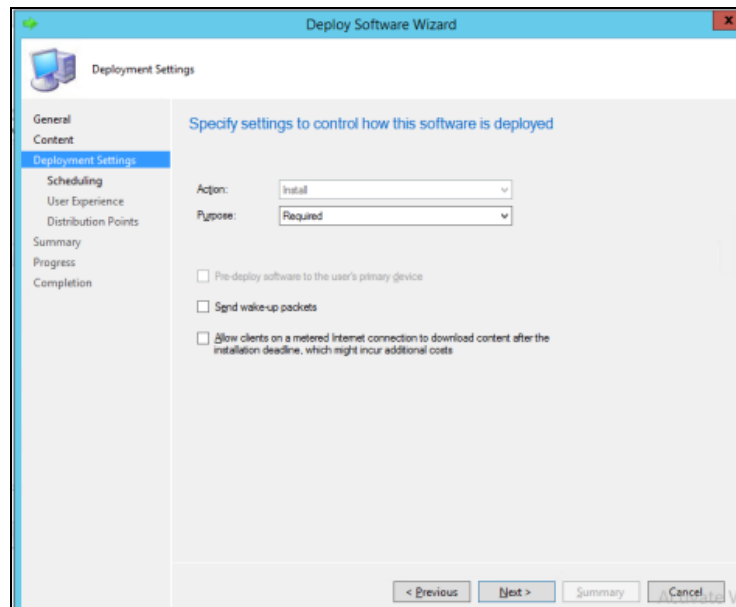 Deploy Software Wizard
x
Deployment Settings
General
Content
Deployment Settings
Scheduling
User Experience
Distribution Points
Summary
Progress
Completion
Specify settings to control how this software is deployed
Action: Install
Purpose: Required
Pre-deploy software to the user's primary device
Send wake-up packets
Allow clients on a metered Internet connection to download content after the
installation deadline, which might incur additional costs
< Previous Next > Summary Cancel